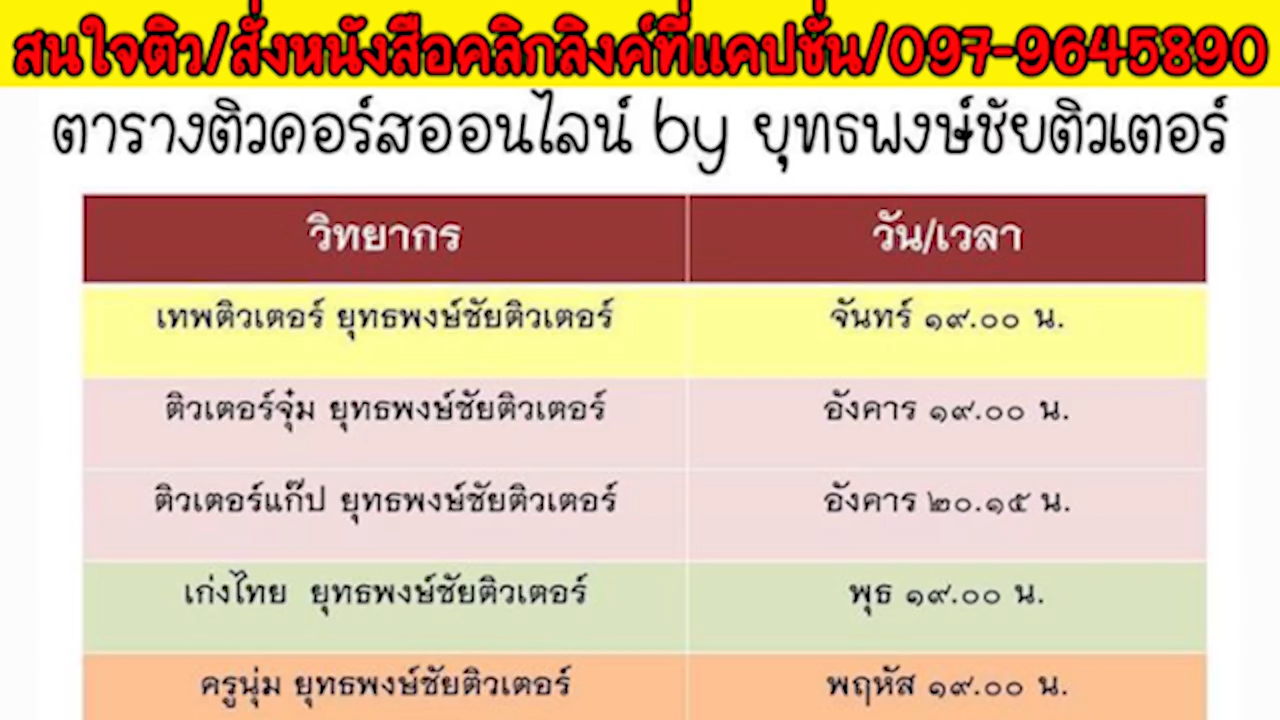 สนใจติว/สั่งหนังสือคลิกลิงค์ที่แคปชั่น/097-9645890
ตารางติวคอร์สออนไลน์ by ยุทธพงษ์ชัยติวเตอร์
วิทยากร วัน/เวลา
เทพติวเตอร์ ยุทธพงษ์ชัยติวเตอร์ จันทร์ ๑๙.๐๐ น.
ติวเตอร์จุ๋ม ยุทธพงษ์ชัยติวเตอร์ อังคาร ๑๙.๐๐ น.
ติวเตอร์แก๊ป ยุทธพงษ์ชัยติวเตอร์ อังคาร ๒๐.๑๕ น.
เก่งไทย ยุทธพงษ์ชัยติวเตอร์ พุธ ๑๙.๐๐ น.
ครูนุ่ม ยุทธพงษ์ชัยติวเตอร์ พฤหัส ๑๙.๐๐ น.